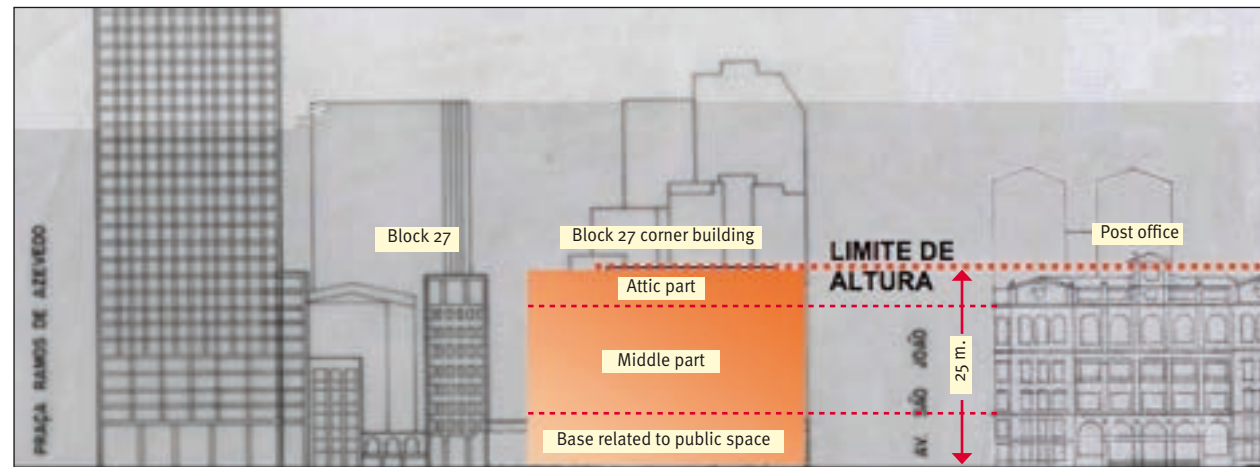 PRAÇA RAMOS DE AZEVEDO
Block 27
Block 27 corner building
Post office
LIMITE DE
ALTURA
Attic part
Middle part
Base related to public space
AV. SÃO JOÃO
25 m.